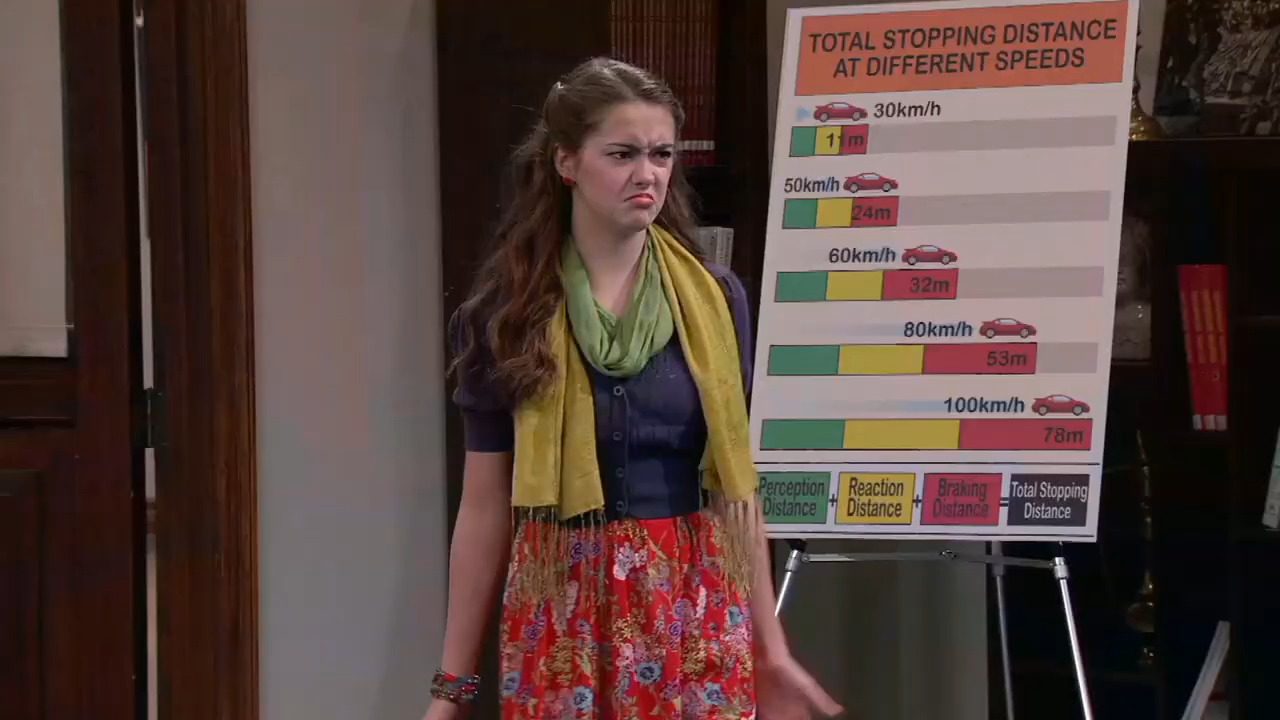 TOTAL STOPPING DISTANCE
AT DIFFERENT SPEEDS
30km/h
11m
50km/h
24m
60km/h
32m
80km/h
53m
100km/h
78m
Perception
Distance
+
Reaction
Distance
+
Braking
Distance
=
Total Stopping
Distance